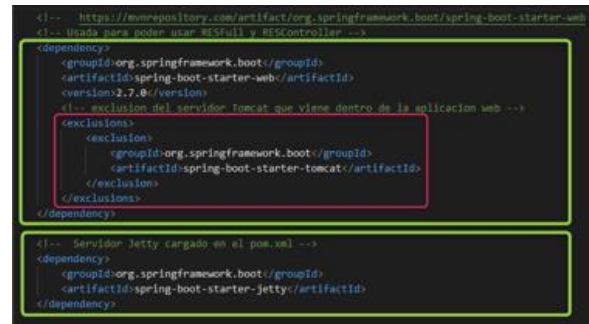 <!-- https://mvnrepository.com/artifact/org.springframework.boot/spring-boot-starter-web
<!-- Usada para poder usar RESFull y RESController -->
<dependency>
<groupId>org.springframework.boot</groupId>
<artifactId>spring-boot-starter-web</artifactId>
<version>2.7.0</version>
<!-- exclusion del servidor Tomcat que viene dentro de la aplicacion web -->
<exclusions>
<exclusion>
<groupId>org.springframework.boot</groupId>
<artifactId>spring-boot-starter-tomcat</artifactId>
</exclusion>
</exclusions>
</dependency>
<!-- Servidor Jetty cargado en el pom.xml -->
<dependency>
<groupId>org.springframework.boot</groupId>
<artifactId>spring-boot-starter-jetty</artifactId>
</dependency>